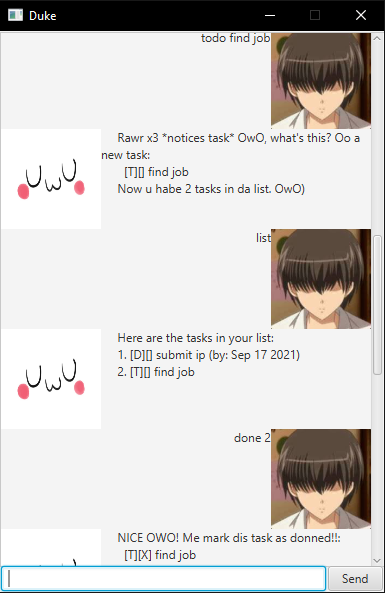 Duke
todo find job
Rawr x3 *notices task* OwO, what's this? Oo a
new task:
[T][] find job
Now u habe 2 tasks in da list. OwO)
UwU
list
Here are the tasks in your list:
1. [D][] submit ip (by: Sep 17 2021)
2. [T][] find job
UwU
done 2
NICE OWO! Me mark dis task as donned!!:
[T][X] find job
Send